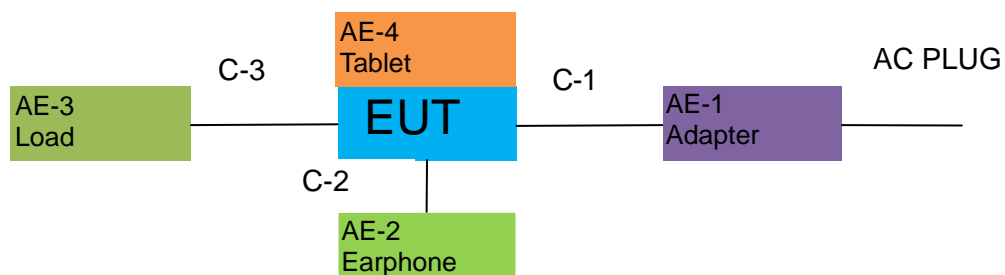 AE-4
Tablet
C-3
C-1
AC PLUG
AE-3
Load
EUT
AE-1
Adapter
C-2
AE-2
Earphone